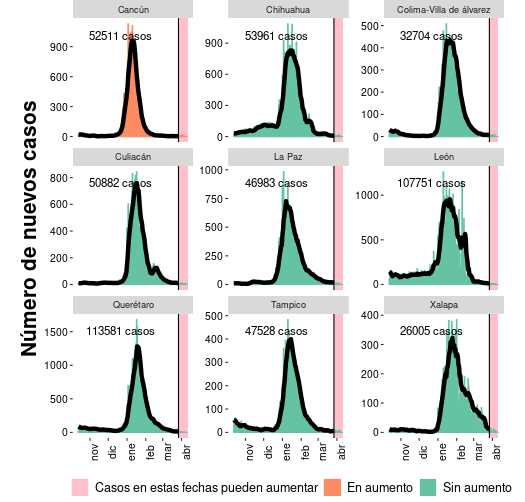 Número de nuevos casos
Cancún
Chihuahua
Colima-Villa de álvarez
52511 casos
53961 casos
32704 casos
900
600
300
0
900
600
300
0
500
400
300
200
100
0
Culiacán
La Paz
León
50882 casos
46983 casos
107751 casos
800
600
400
200
0
1000
750
500
250
0
1000
500
0
Querétaro
Tampico
Xalapa
113581 casos
47528 casos
26005 casos
1500
1000
500
0
500
400
300
200
100
0
400
300
200
100
0
nov
dic
ene
feb
mar
abr
nov
dic
ene
feb
mar
abr
nov
dic
ene
feb
mar
abr
Casos en estas fechas pueden aumentar
En aumento
Sin aumento